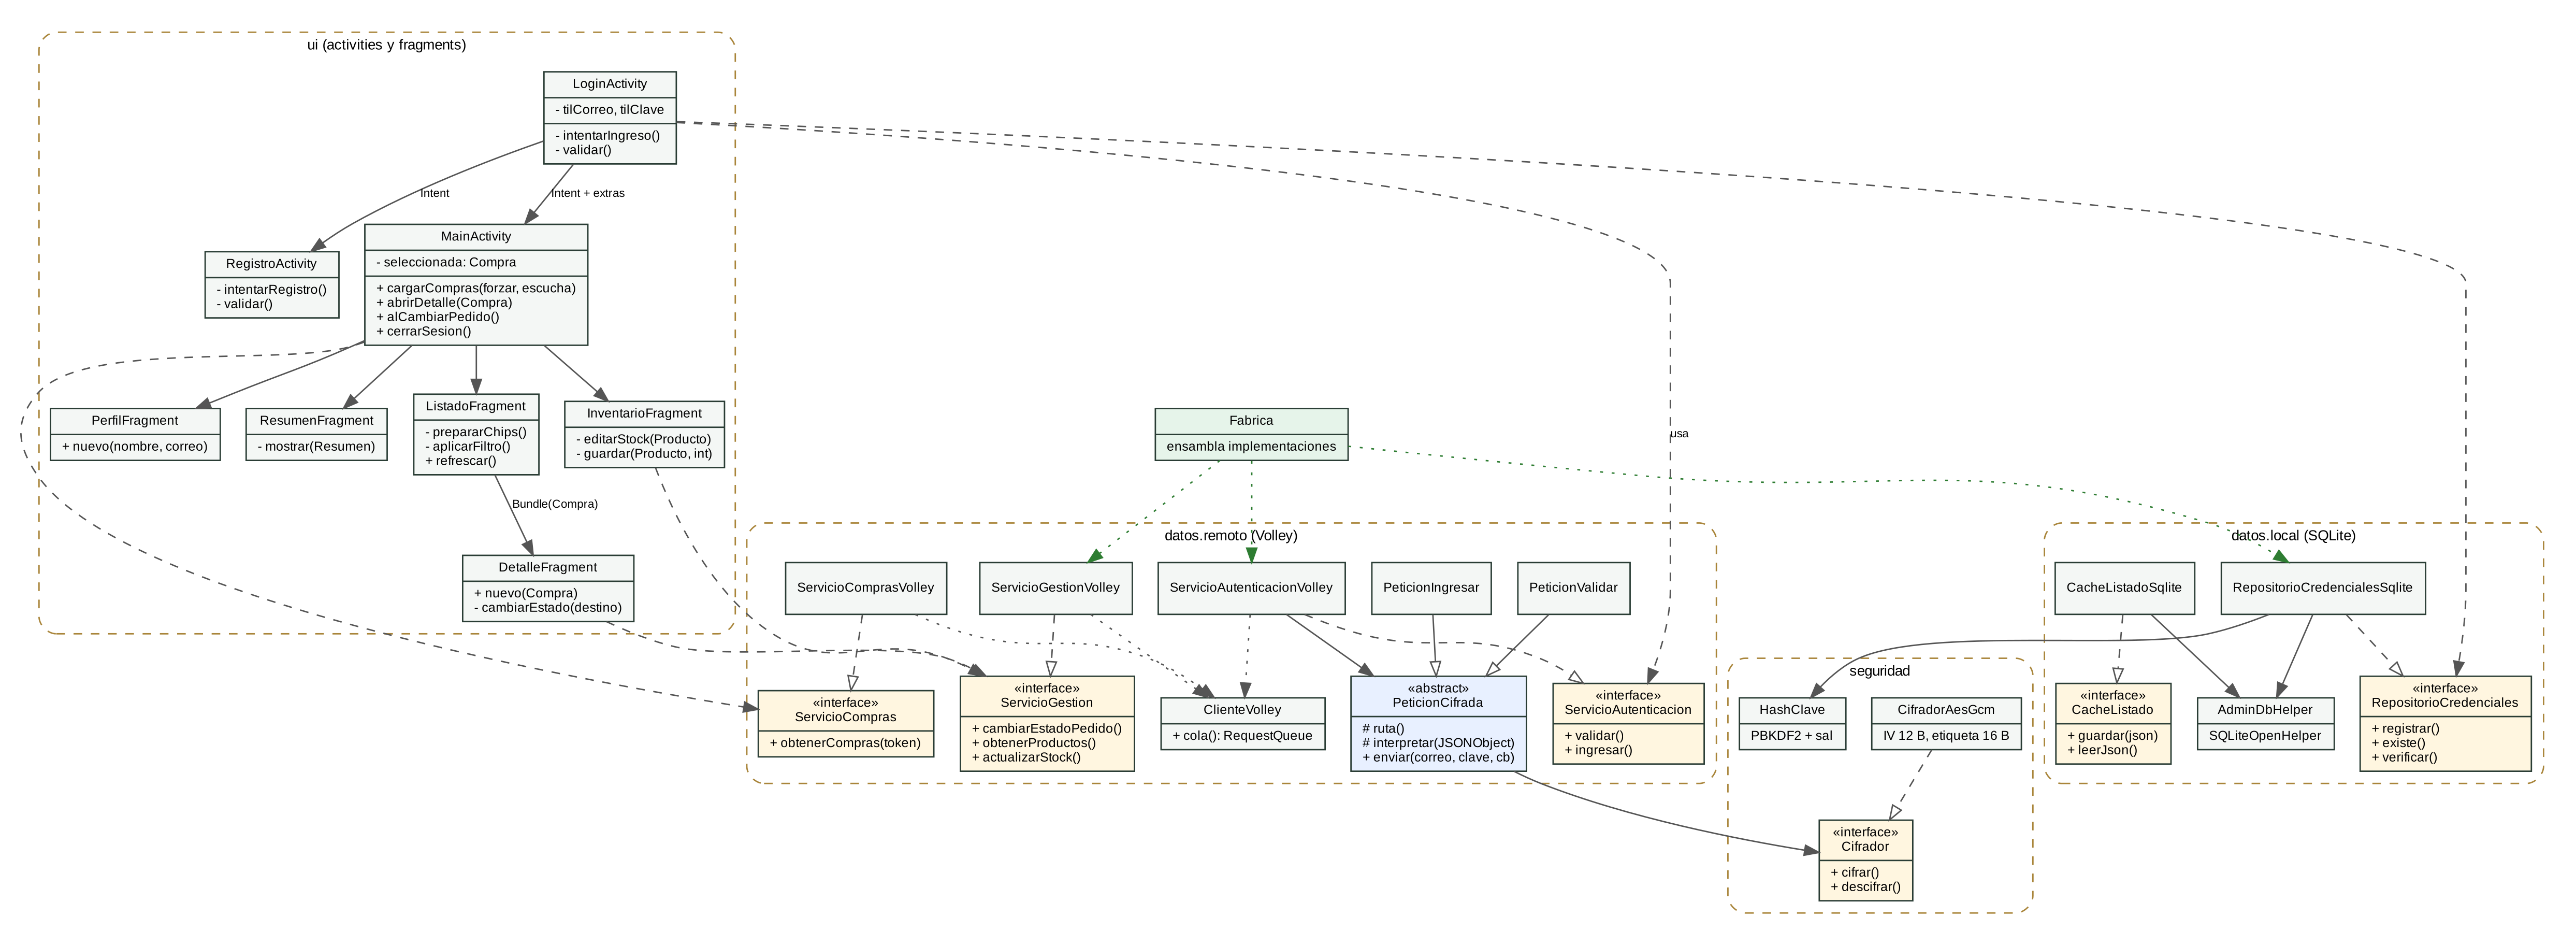 ui (activities y fragments)
LoginActivity
- tilCorreo, tilClave
- intentarIngreso()
- validar()
Intent
Intent + extras
RegistroActivity
- intentarRegistro()
- validar()
MainActivity
- seleccionada: Compra
+ cargarCompras(forzar, escucha)
+ abrirDetalle(Compra)
+ alCambiarPedido()
+ cerrarSesion()
PerfilFragment
+ nuevo(nombre, correo)
ResumenFragment
- mostrar(Resumen)
ListadoFragment
- prepararChips()
- aplicarFiltro()
+ refrescar()
InventarioFragment
- editarStock(Producto)
- guardar(Producto, int)
Bundle(Compra)
DetalleFragment
+ nuevo(Compra)
- cambiarEstado(destino)
Fabrica
ensambla implementaciones
usa
datos.remoto (Volley)
ServicioComprasVolley
ServicioGestionVolley
ServicioAutenticacionVolley
PeticionIngresar
PeticionValidar
«interface»
ServicioCompras
+ obtenerCompras(token)
«interface»
ServicioGestion
+ cambiarEstadoPedido()
+ obtenerProductos()
+ actualizarStock()
ClienteVolley
+ cola(): RequestQueue
«abstract»
PeticionCifrada
# ruta()
# interpretar(JSONObject)
+ enviar(correo, clave, cb)
«interface»
ServicioAutenticacion
+ validar()
+ ingresar()
seguridad
HashClave
PBKDF2 + sal
CifradorAesGcm
IV 12 B, etiqueta 16 B
«interface»
Cifrador
+ cifrar()
+ descifrar()
datos.local (SQLite)
CacheListadoSqlite
RepositorioCredencialesSqlite
«interface»
CacheListado
+ guardar(json)
+ leerJson()
AdminDbHelper
SQLiteOpenHelper
«interface»
RepositorioCredenciales
+ registrar()
+ existe()
+ verificar()